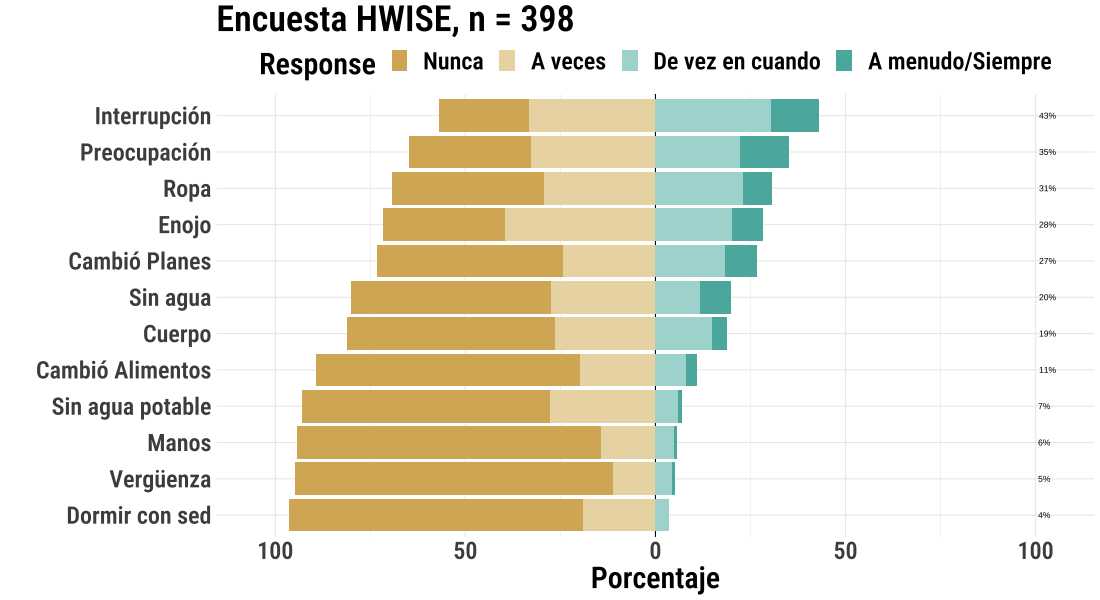 Encuesta HWISE, n = 398
Response Nunca A veces De vez en cuando A menudo/Siempre
Interrupción 43%
Preocupación 35%
Ropa 31%
Enojo 28%
Cambió Planes 27%
Sin agua 20%
Cuerpo 19%
Cambió Alimentos 11%
Sin agua potable 7%
Manos 6%
Vergüenza 5%
Dormir con sed 4%
100 50 0 50 100
Porcentaje